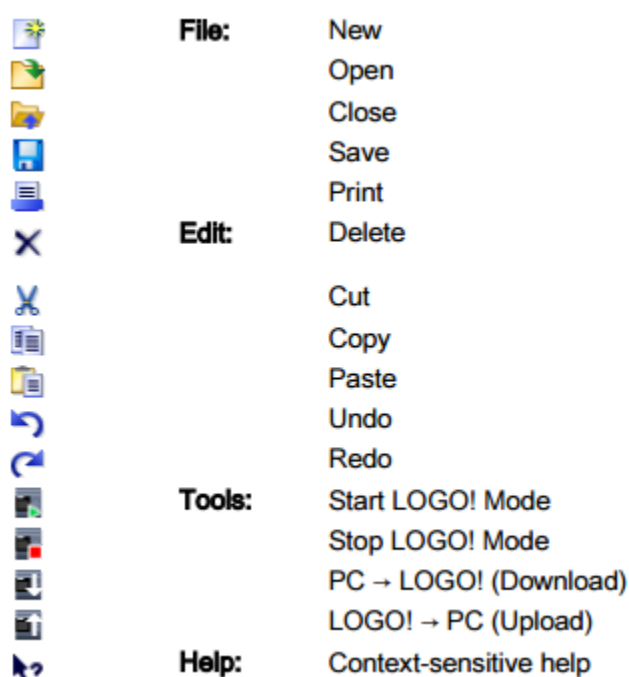 File: New
Open
Close
Save
Print
Edit: Delete
Cut
Copy
Paste
Undo
Redo
Tools: Start LOGO! Mode
Stop LOGO! Mode
PC → LOGO! (Download)
LOGO! → PC (Upload)
Help: Context-sensitive help